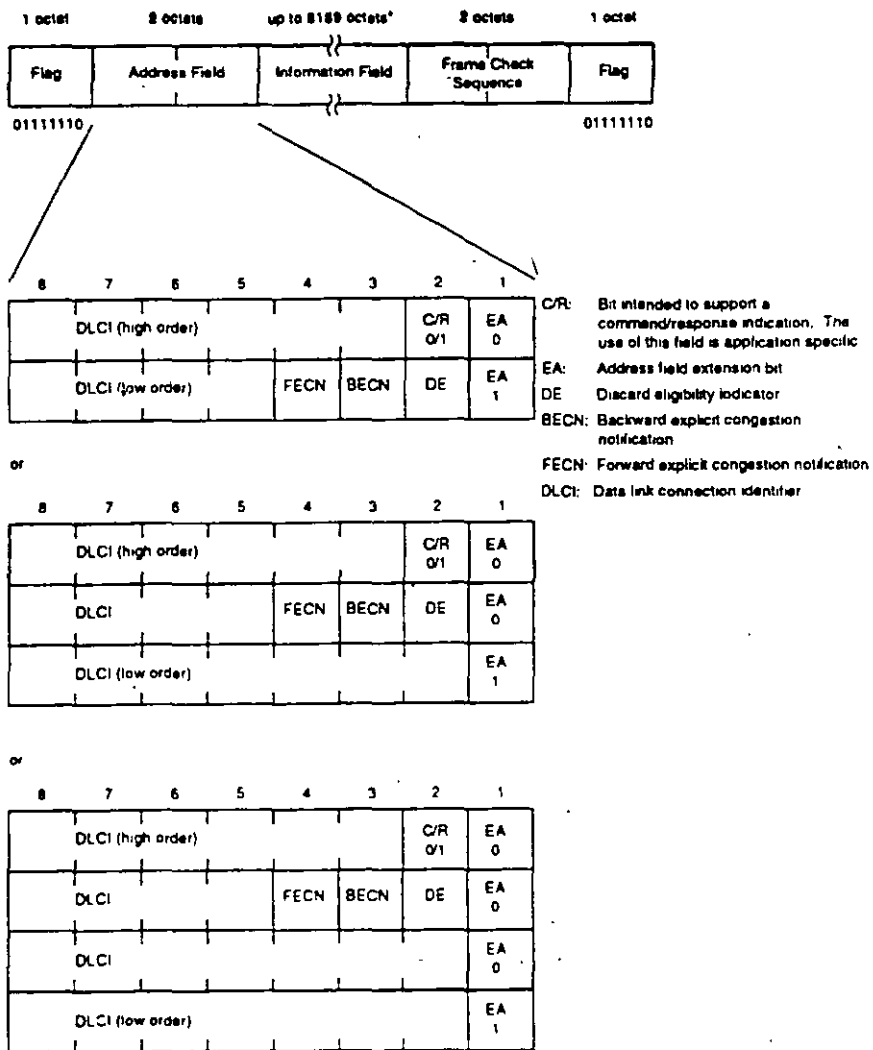 1 octet 2 octets up to 8189 octets* 2 octets 1 octet
Flag Address Field Information Field Frame Check Sequence Flag
01111110 01111110
8 7 6 5 4 3 2 1
DLCI (high order) C/R 0/1 EA 0
DLCI (low order) FECN BECN DE EA 1
C/R: Bit intended to support a
command/response indication. The
use of this field is application specific
EA: Address field extension bit
DE Discard eligibility indicator
BECN: Backward explicit congestion
notification
FECN: Forward explicit congestion notification
DLCI: Data link connection identifier
or
8 7 6 5 4 3 2 1
DLCI (high order) C/R 0/1 EA 0
DLCI FECN BECN DE EA 0
DLCI (low order) EA 1
or
8 7 6 5 4 3 2 1
DLCI (high order) C/R 0/1 EA 0
DLCI FECN BECN DE EA 0
DLCI EA 0
DLCI (low order) EA 1